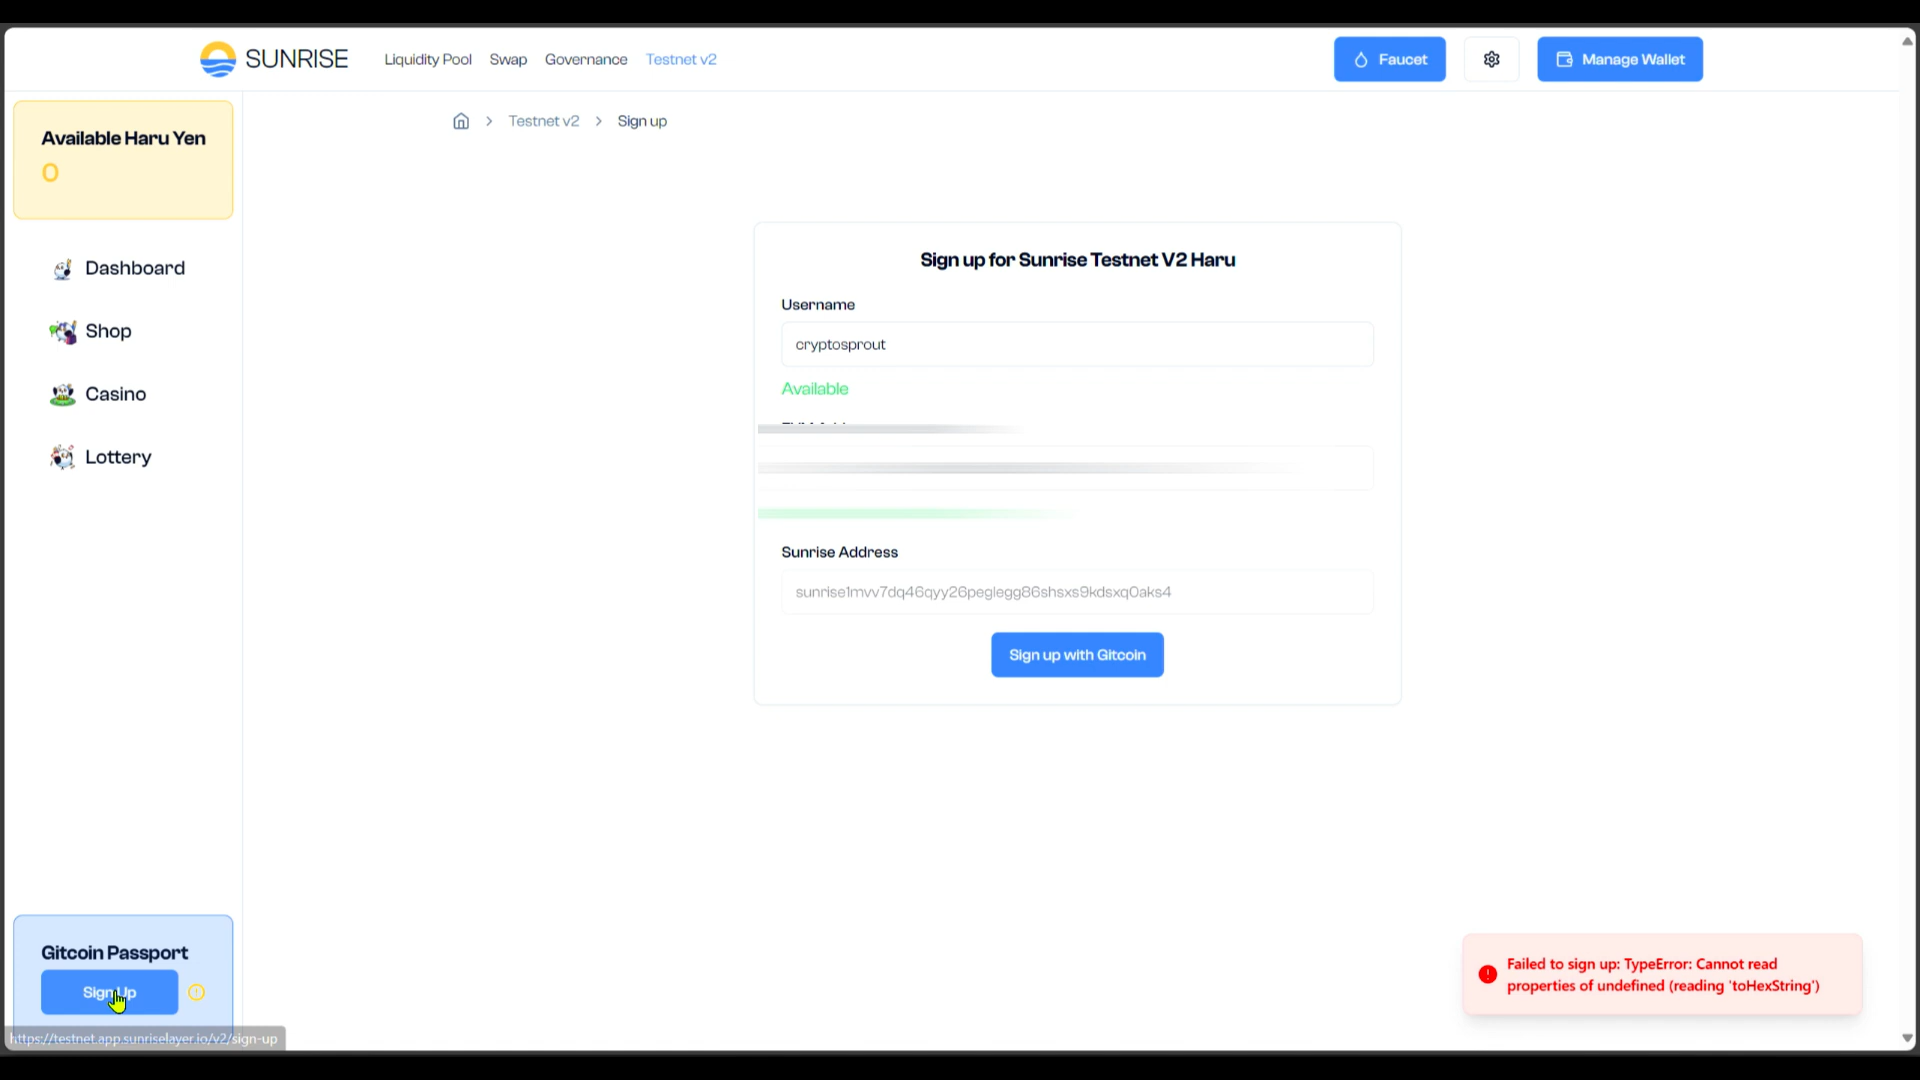 SUNRISE
Liquidity Pool Swap Governance Testnet v2
Faucet
Manage Wallet
Available Haru Yen
0
Testnet v2 > Sign up
Dashboard
Shop
Casino
Lottery
Sign up for Sunrise Testnet V2 Haru
Username
cryptosprout
Available
Sunrise Address
sunrise1mvv7dq46qyy26peglegg86shsxs9kdsxq0aks4
Sign up with Gitcoin
Gitcoin Passport
Sign Up
https://testnet.app.sunriselayer.io/v2/sign-up
Failed to sign up: TypeError: Cannot read
properties of undefined (reading 'toHexString')